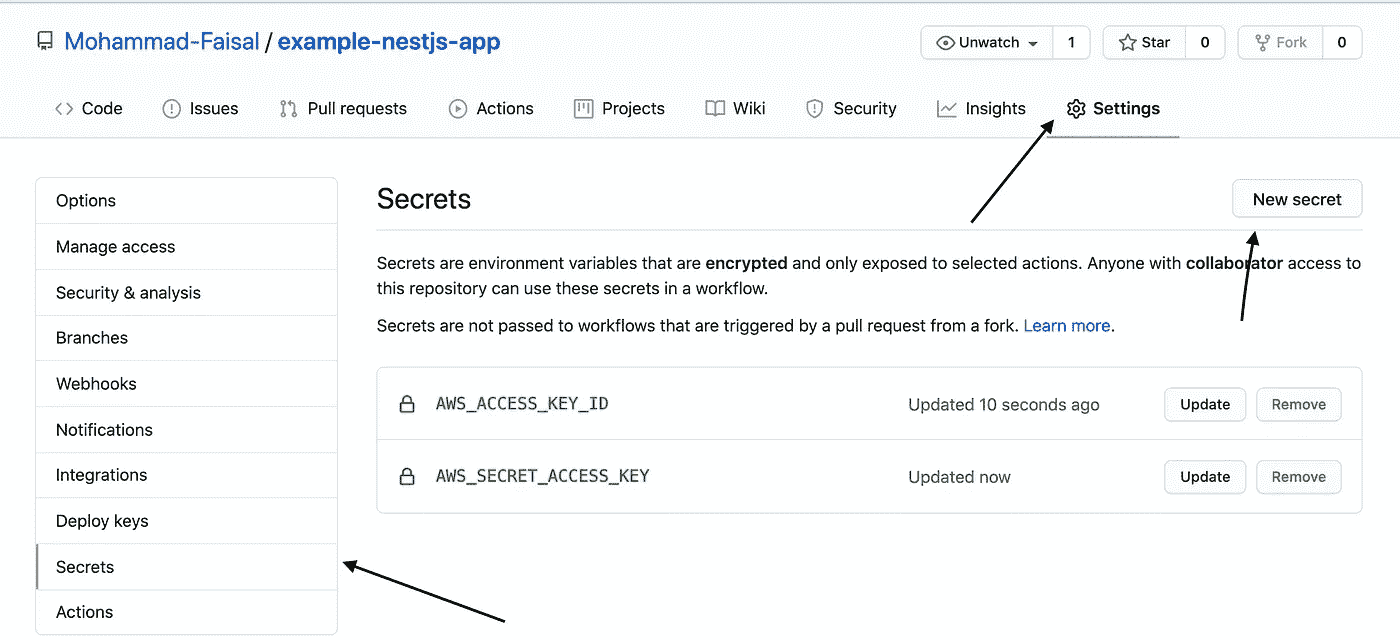 Mohammad-Faisal / example-nestjs-app
Unwatch 1 Star 0 Fork 0
Code Issues Pull requests Actions Projects Wiki Security Insights Settings
Options
Manage access
Security & analysis
Branches
Webhooks
Notifications
Integrations
Deploy keys
Secrets
Actions
Secrets New secret
Secrets are environment variables that are encrypted and only exposed to selected actions. Anyone with collaborator access to
this repository can use these secrets in a workflow.
Secrets are not passed to workflows that are triggered by a pull request from a fork. Learn more.
AWS_ACCESS_KEY_ID Updated 10 seconds ago Update Remove
AWS_SECRET_ACCESS_KEY Updated now Update Remove